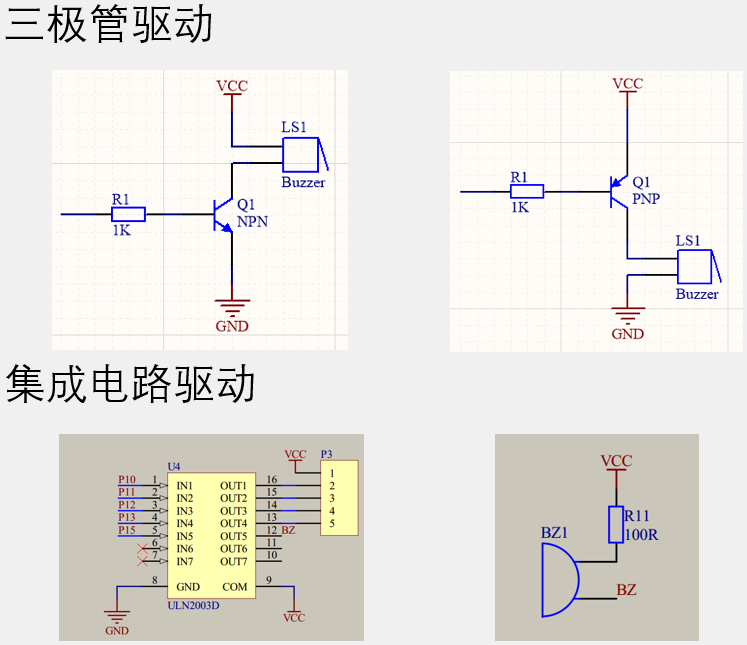 三极管驱动
VCC
LS1
Buzzer
R1
1K
Q1
NPN
GND
VCC
R1
1K
Q1
PNP
LS1
Buzzer
GND
集成电路驱动
U4
VCC
P3
P10 1 IN1 OUT1 16 1
P11 2 IN2 OUT2 15 2
P12 3 IN3 OUT3 14 3
P13 4 IN4 OUT4 13 4
P15 5 IN5 OUT5 12 BZ 5
6 IN6 OUT6 11
7 IN7 OUT7 10
8 GND COM 9
ULN2003D
GND
VCC
VCC
R11
100R
BZ1
BZ